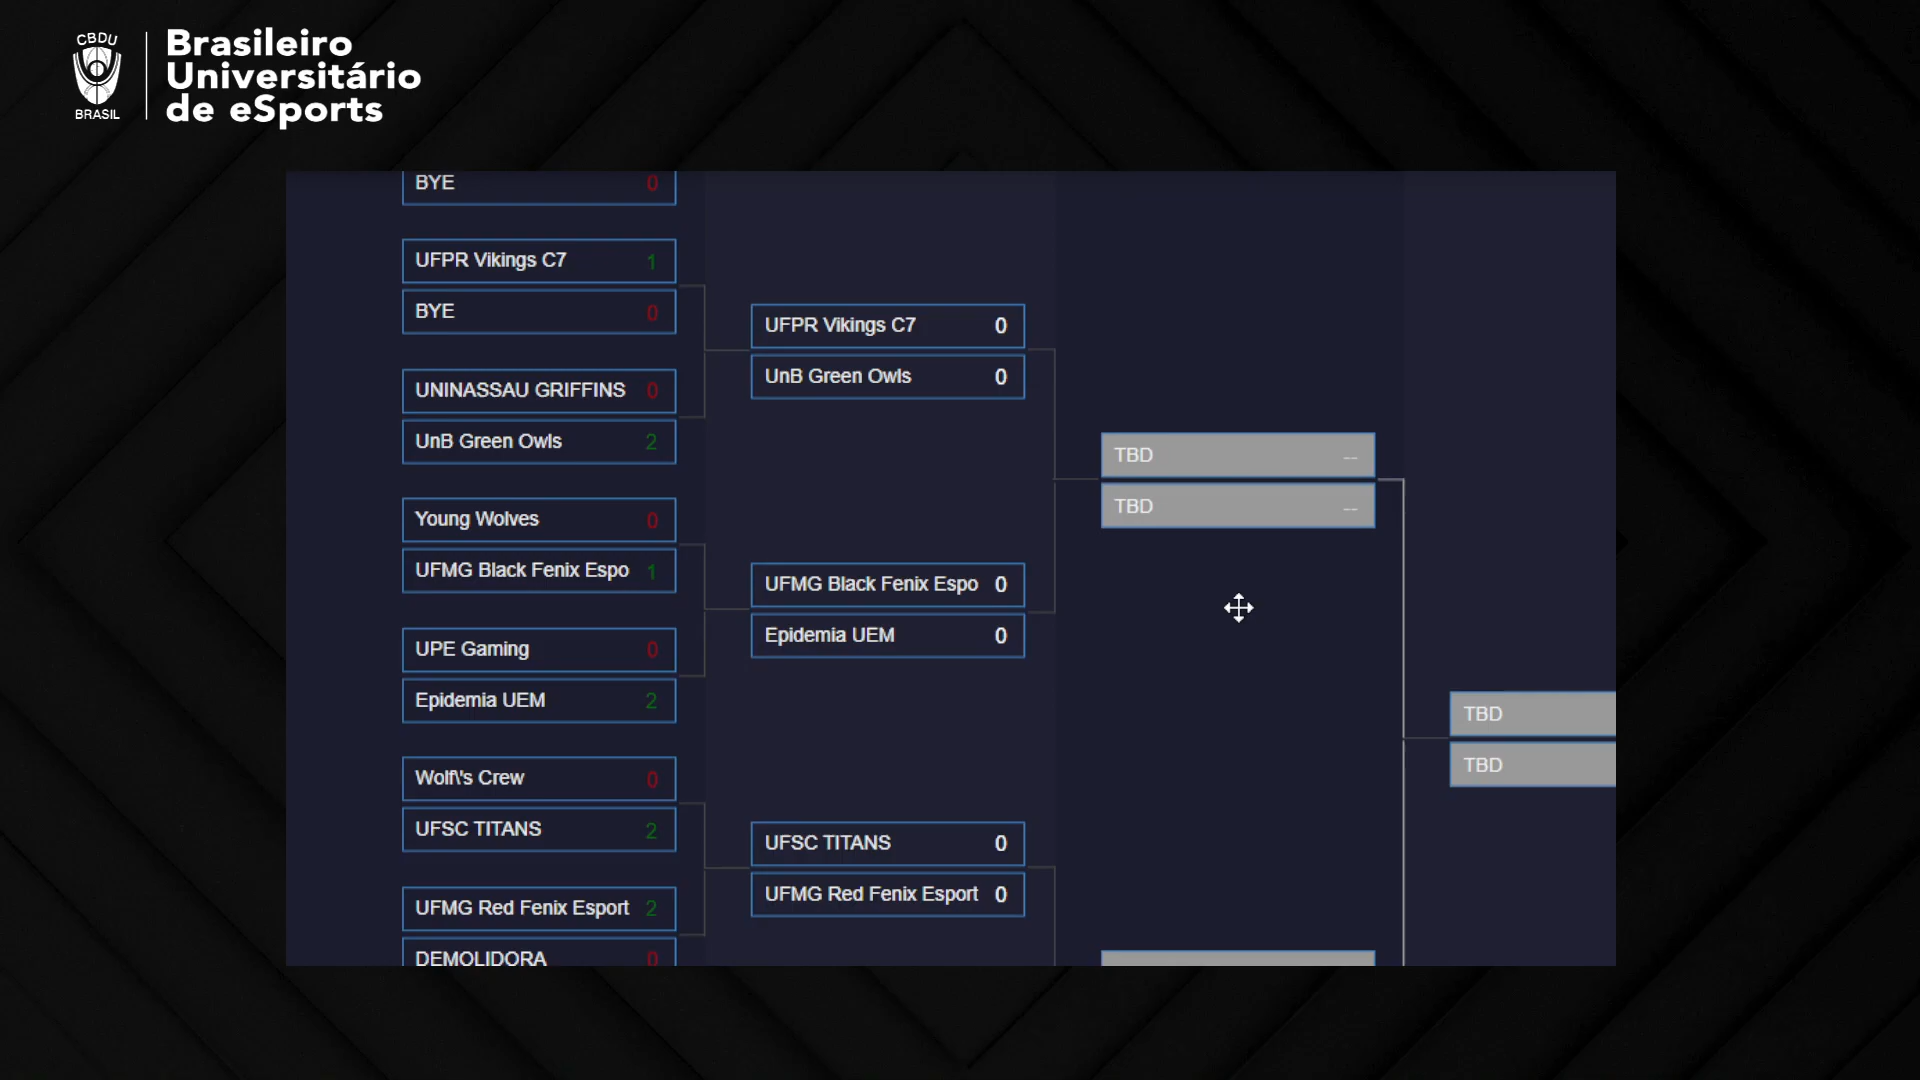 CBDU
BRASIL
Brasileiro
Universitário
de eSports
BYE 0
UFPR Vikings C7 1
BYE 0
UNINASSAU GRIFFINS 0
UnB Green Owls 2
Young Wolves 0
UFMG Black Fenix Espo 1
UPE Gaming 0
Epidemia UEM 2
Wolf\'s Crew 0
UFSC TITANS 2
UFMG Red Fenix Esport 2
DEMOLIDORA 0
UFPR Vikings C7 0
UnB Green Owls 0
UFMG Black Fenix Espo 0
Epidemia UEM 0
UFSC TITANS 0
UFMG Red Fenix Esport 0
TBD --
TBD --
TBD
TBD